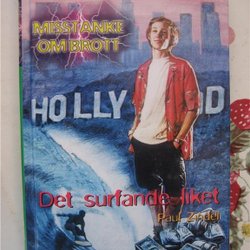 MISSTANKE
OM BROTT
HOLLY D
Det surfande liket
Paul Zindel